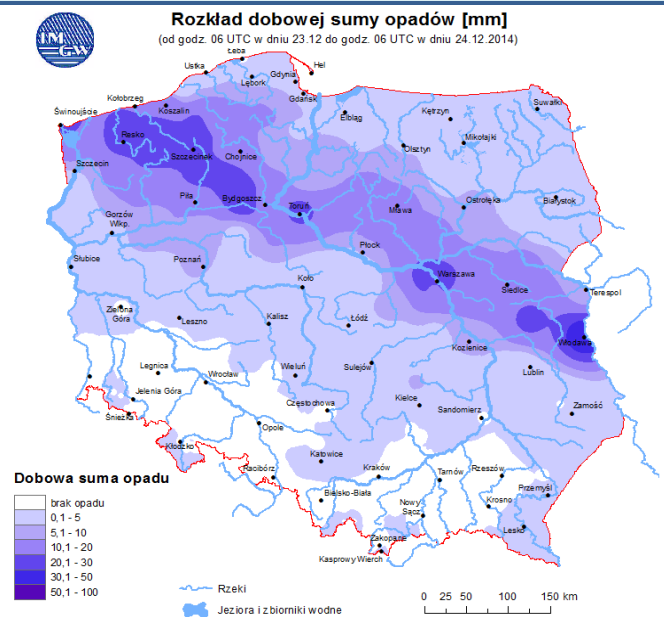 IMGW
Rozkład dobowej sumy opadów [mm]
(od godz. 06 UTC w dniu 23.12 do godz. 06 UTC w dniu 24.12.2014)
Łeba
Ustka
Hel
Gdynia
Lębork
Gdańsk
Kołobrzeg
Koszalin
Świnoujście
Elbląg
Kętrzyn
Suwałki
Resko
Mikołajki
Olsztyn
Szczecinek
Chojnice
Szczecin
Piła
Bydgoszcz
Toruń
Mława
Ostrołęka
Białystok
Gorzów
Wlkp.
Płock
Słubice
Poznań
Koło
Warszawa
Siedlce
Terespol
Zielona
Góra
Leszno
Kalisz
Łódź
Kozienice
Włodawa
Legnica
Wrocław
Wieluń
Sulejów
Lublin
Jelenia Góra
Kielce
Śnieżka
Częstochowa
Sandomierz
Zamość
Opole
Kłodzko
Katowice
Racibórz
Kraków
Tarnów
Rzeszów
Przemyśl
Bielsko-Biała
Nowy
Sącz
Krosno
Lesko
Zakopane
Kasprowy Wierch
Dobowa suma opadu
brak opadu
0,1 - 5
5,1 - 10
10,1 - 20
20,1 - 30
30,1 - 50
50,1 - 100
Rzeki
Jeziora i zbiorniki wodne
0 25 50 100 150 km